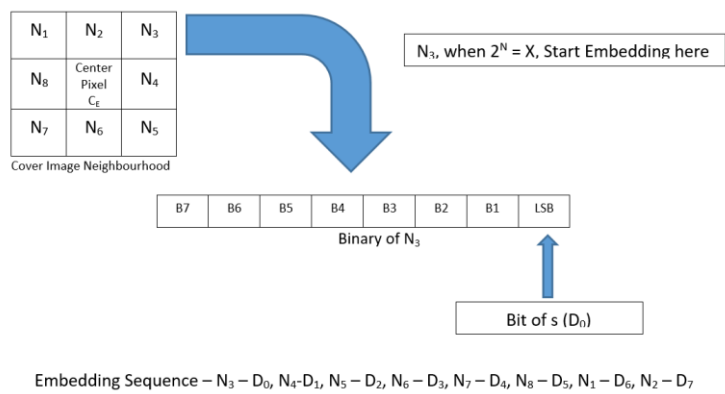 N₁ N₂ N₃
N₈ Center Pixel C_E N₄
N₇ N₆ N₅
Cover Image Neighbourhood
N₃, when 2ᴺ = X, Start Embedding here
B7 B6 B5 B4 B3 B2 B1 LSB
Binary of N₃
Bit of s (D₀)
Embedding Sequence – N₃ – D₀, N₄-D₁, N₅ – D₂, N₆ – D₃, N₇ – D₄, N₈ – D₅, N₁ – D₆, N₂ – D₇